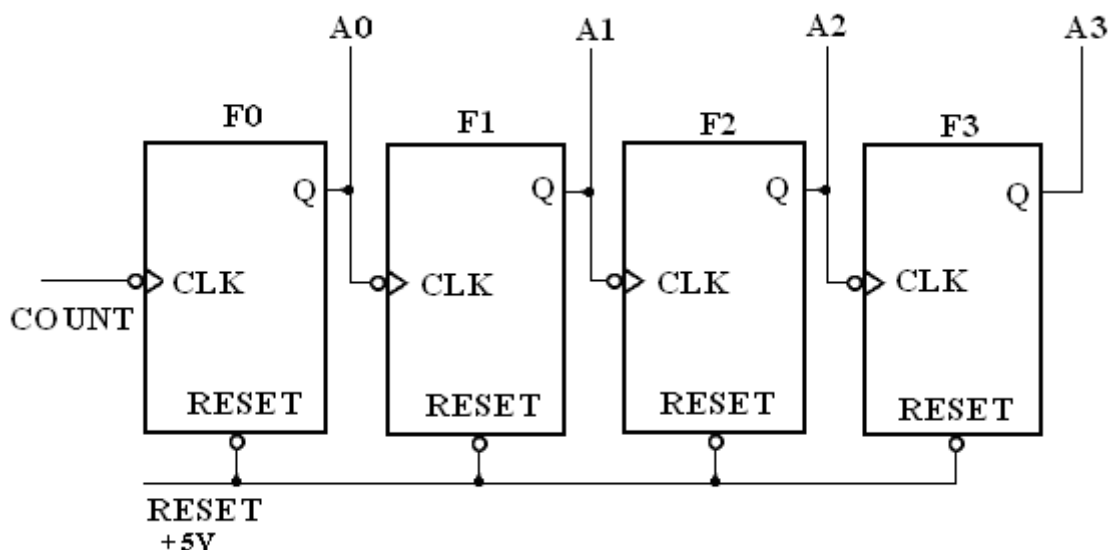 A0
A1
A2
A3
F0
F1
F2
F3
Q
Q
Q
Q
CLK
CLK
CLK
CLK
COUNT
RESET
RESET
RESET
RESET
RESET
+5V